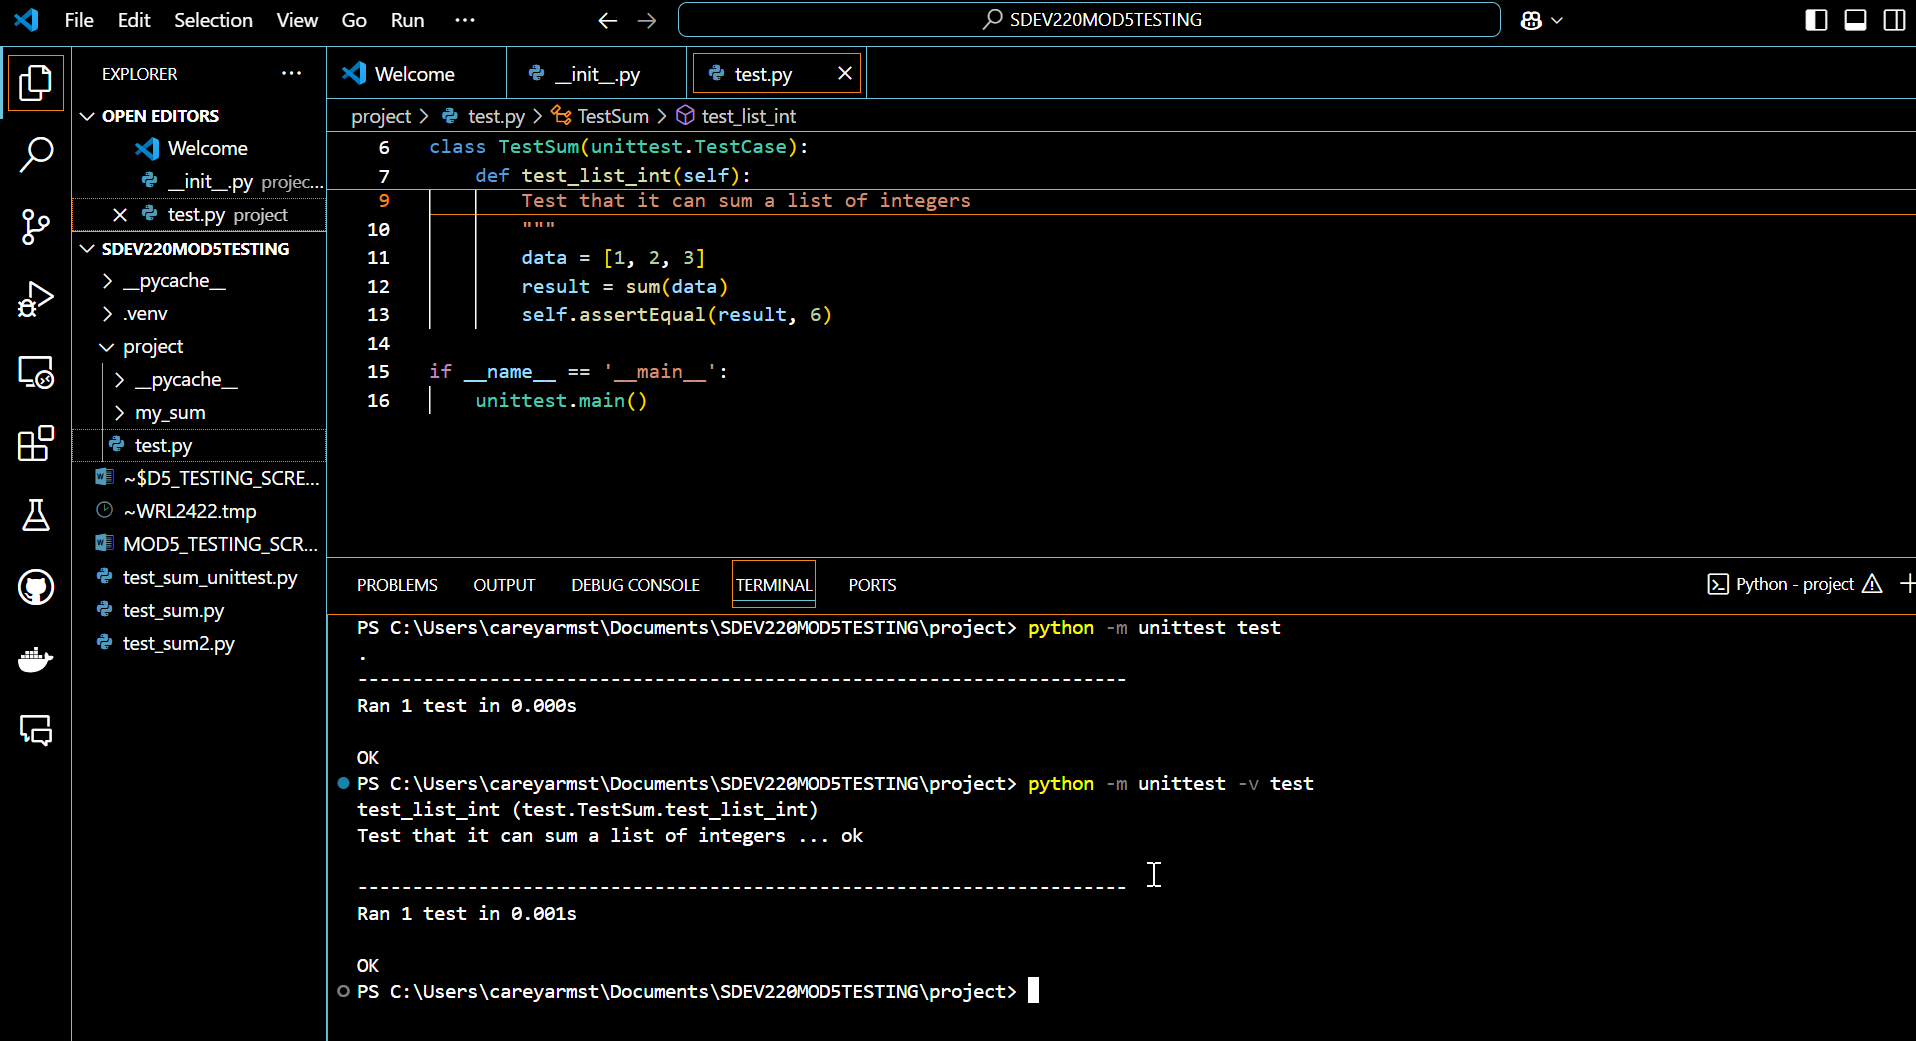 File Edit Selection View Go Run ···
SDEV220MOD5TESTING
EXPLORER ···
OPEN EDITORS
Welcome
__init__.py projec...
test.py project
SDEV220MOD5TESTING
__pycache__
.venv
project
__pycache__
my_sum
test.py
~$D5_TESTING_SCRE...
~WRL2422.tmp
MOD5_TESTING_SCR...
test_sum_unittest.py
test_sum.py
test_sum2.py
Welcome __init__.py test.py
project > test.py > TestSum > test_list_int
6 class TestSum(unittest.TestCase):
7 def test_list_int(self):
9 Test that it can sum a list of integers
10 """
11 data = [1, 2, 3]
12 result = sum(data)
13 self.assertEqual(result, 6)
14
15 if __name__ == '__main__':
16 unittest.main()
PROBLEMS OUTPUT DEBUG CONSOLE TERMINAL PORTS Python - project
PS C:\Users\careyarmst\Documents\SDEV220MOD5TESTING\project> python -m unittest test
.
----------------------------------------------------------------------
Ran 1 test in 0.000s
OK
PS C:\Users\careyarmst\Documents\SDEV220MOD5TESTING\project> python -m unittest -v test
test_list_int (test.TestSum.test_list_int)
Test that it can sum a list of integers ... ok
----------------------------------------------------------------------
Ran 1 test in 0.001s
OK
PS C:\Users\careyarmst\Documents\SDEV220MOD5TESTING\project>